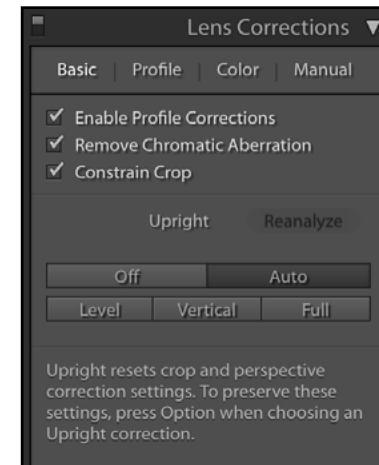 Lens Corrections
Basic | Profile | Color | Manual
Enable Profile Corrections
Remove Chromatic Aberration
Constrain Crop
Upright Reanalyze
Off Auto
Level Vertical Full
Upright resets crop and perspective
correction settings. To preserve these
settings, press Option when choosing an
Upright correction.